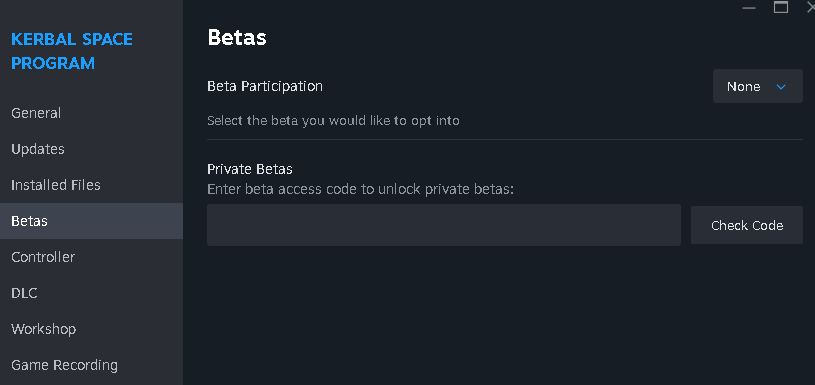 KERBAL SPACE
PROGRAM
General
Updates
Installed Files
Betas
Controller
DLC
Workshop
Game Recording
Betas
Beta Participation
None
Select the beta you would like to opt into
Private Betas
Enter beta access code to unlock private betas:
Check Code